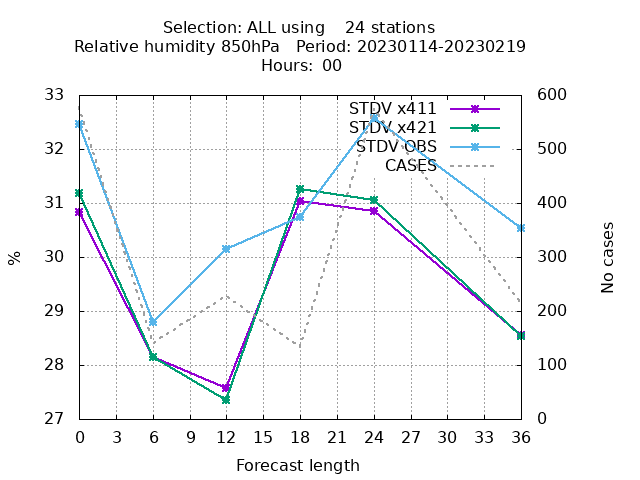 Selection: ALL using    24 stations
Relative humidity 850hPa   Period: 20230114-20230219
Hours: 00
STDV x411
STDV x421
STDV OBS
CASES
33
32
31
30
29
28
27
%
600
500
400
300
200
100
0
No cases
0 3 6 9 12 15 18 21 24 27 30 33 36
Forecast length